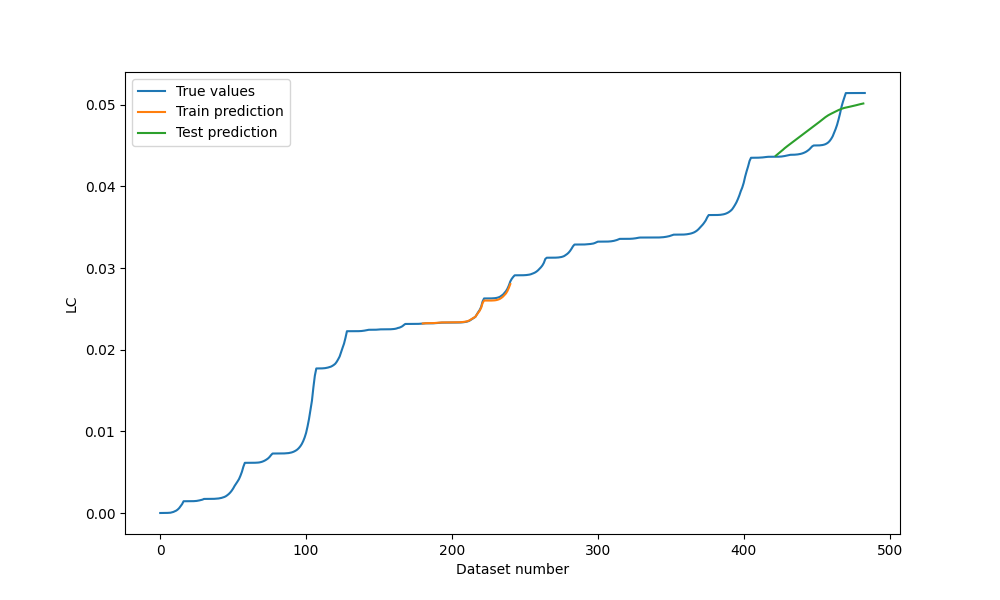 True values
Train prediction
Test prediction
0.05
0.04
0.03
0.02
0.01
0.00
LC
0 100 200 300 400 500
Dataset number